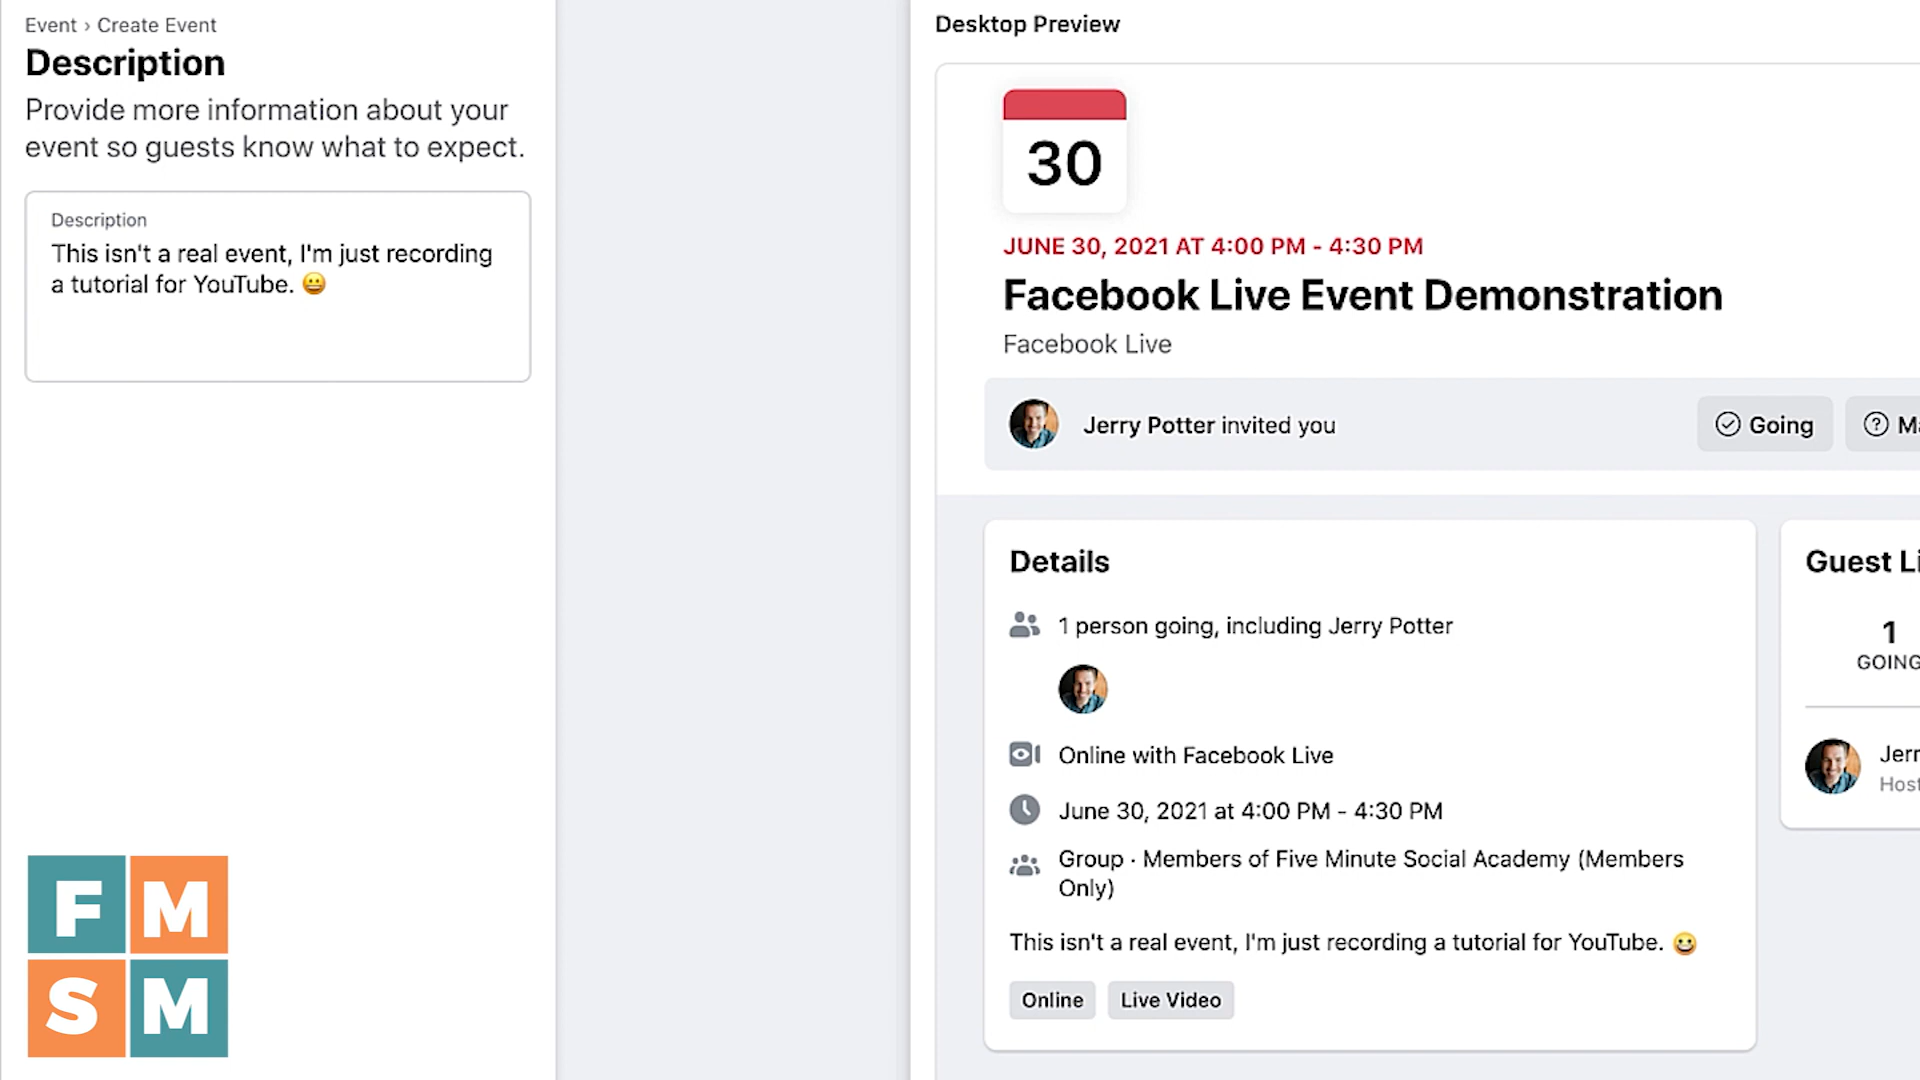 Event › Create Event
Description
Provide more information about your
event so guests know what to expect.
Description
This isn't a real event, I'm just recording
a tutorial for YouTube. 😀
F M
S M
Desktop Preview
30
JUNE 30, 2021 AT 4:00 PM - 4:30 PM
Facebook Live Event Demonstration
Facebook Live
Jerry Potter invited you
Going
Details
1 person going, including Jerry Potter
Online with Facebook Live
June 30, 2021 at 4:00 PM - 4:30 PM
Group · Members of Five Minute Social Academy (Members
Only)
This isn't a real event, I'm just recording a tutorial for YouTube. 😀
Online
Live Video
Guest
1
GOING